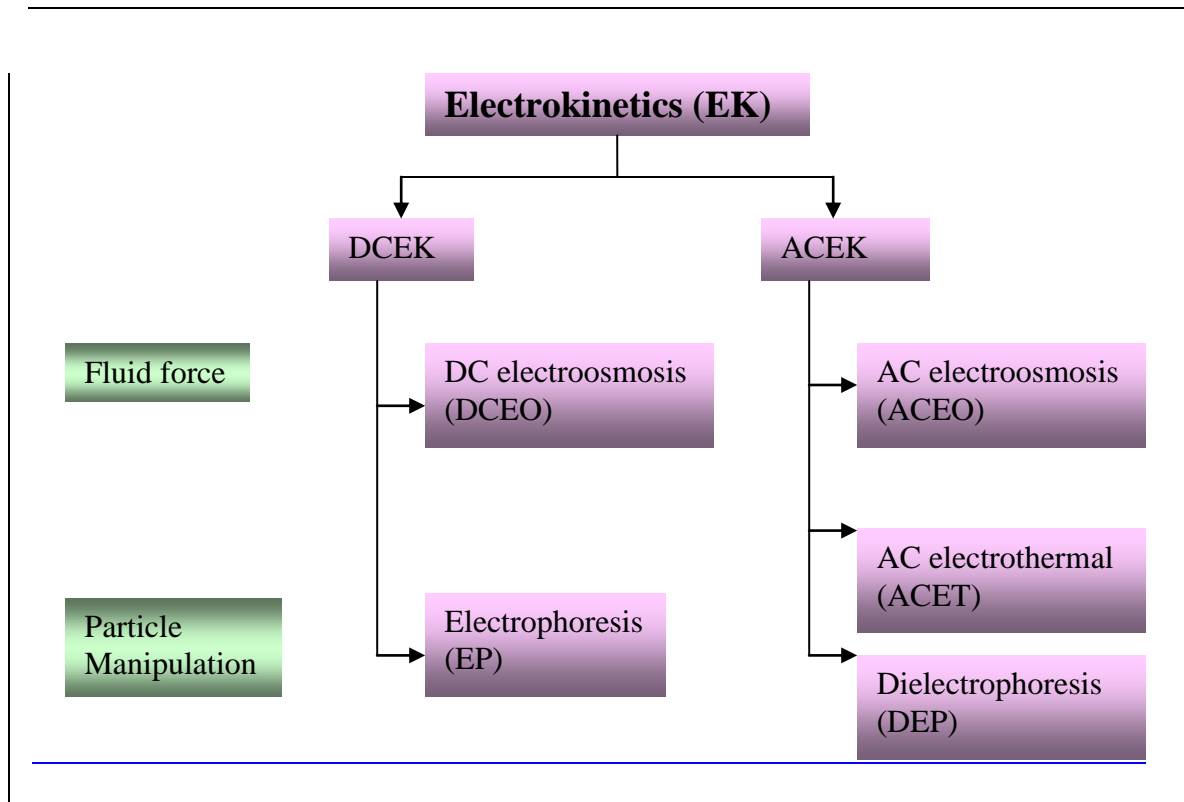 Electrokinetics (EK)
DCEK
ACEK
Fluid force
DC electroosmosis
(DCEO)
AC electroosmosis
(ACEO)
AC electrothermal
(ACET)
Particle
Manipulation
Electrophoresis
(EP)
Dielectrophoresis
(DEP)